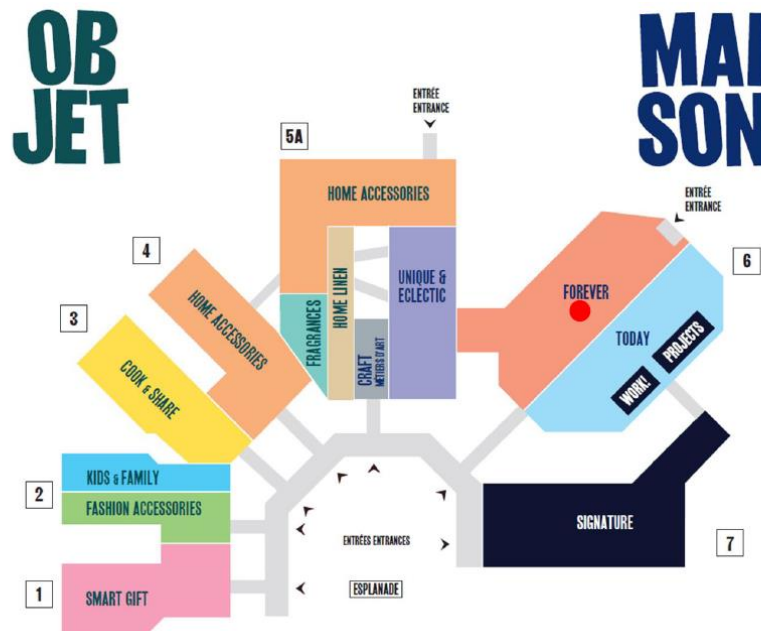 OB
JET
MAI
SON
ENTRÉE
ENTRANCE
5A
HOME ACCESSORIES
ENTRÉE
ENTRANCE
4
6
HOME ACCESSORIES
HOME LINEN
UNIQUE &
ECLECTIC
FOREVER
3
FRAGRANCES
TODAY
PROJECTS
COOK & SHARE
CRAFT
MÉTIERS D'ART
WORK!
KIDS & FAMILY
2
FASHION ACCESSORIES
SIGNATURE
ENTRÉES ENTRANCES
7
1
SMART GIFT
ESPLANADE